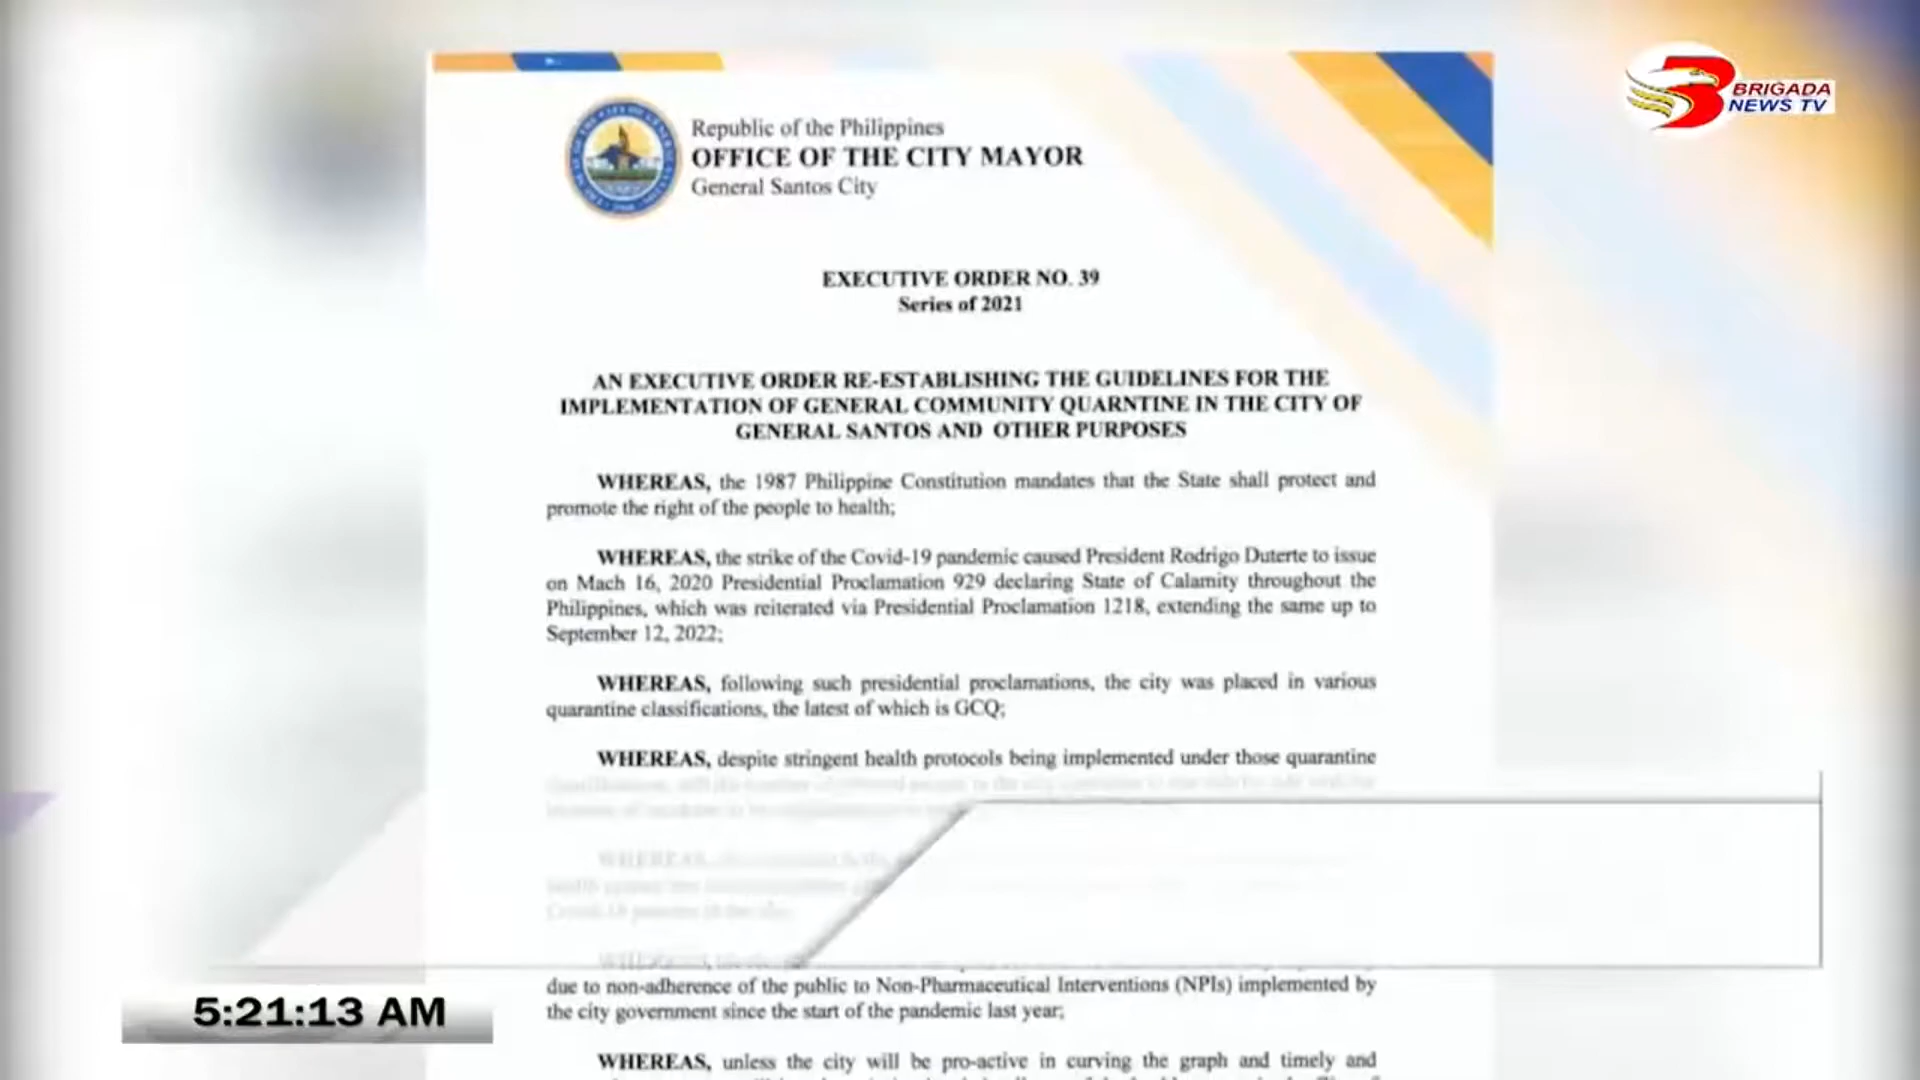 BRIGADA
NEWS TV
Republic of the Philippines
OFFICE OF THE CITY MAYOR
General Santos City
EXECUTIVE ORDER NO. 39
Series of 2021
AN EXECUTIVE ORDER RE-ESTABLISHING THE GUIDELINES FOR THE
IMPLEMENTATION OF GENERAL COMMUNITY QUARNTINE IN THE CITY OF
GENERAL SANTOS AND OTHER PURPOSES
WHEREAS, the 1987 Philippine Constitution mandates that the State shall protect and
promote the right of the people to health;
WHEREAS, the strike of the Covid-19 pandemic caused President Rodrigo Duterte to issue
on Mach 16, 2020 Presidential Proclamation 929 declaring State of Calamity throughout the
Philippines, which was reiterated via Presidential Proclamation 1218, extending the same up to
September 12, 2022;
WHEREAS, following such presidential proclamations, the city was placed in various
quarantine classifications, the latest of which is GCQ;
WHEREAS, despite stringent health protocols being implemented under those quarantine
WHEREAS,
due to non-adherence of the public to Non-Pharmaceutical Interventions (NPIs) implemented by
the city government since the start of the pandemic last year;
WHEREAS, unless the city will be pro-active in curving the graph and timely and
5:21:13 AM